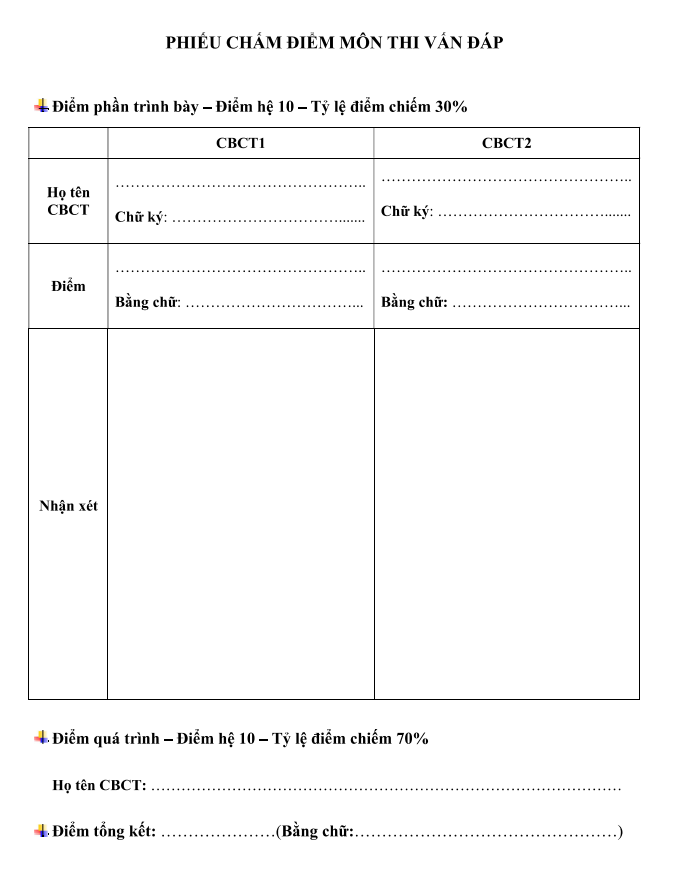 PHIẾU CHẤM ĐIỂM MÔN THI VẤN ĐÁP
Điểm phần trình bày – Điểm hệ 10 – Tỷ lệ điểm chiếm 30%
CBCT1 CBCT2
Họ tên
CBCT
………………………………………….. …………………………………………..
Chữ ký: ……………………………....... Chữ ký: …………………………….......
Điểm
………………………………………….. …………………………………………..
Bằng chữ: ……………………………... Bằng chữ: ……………………………...
Nhận xét
Điểm quá trình – Điểm hệ 10 – Tỷ lệ điểm chiếm 70%
Họ tên CBCT: …………………………………………………………………………………
Điểm tổng kết: ………………….(Bằng chữ:……………………………………………)